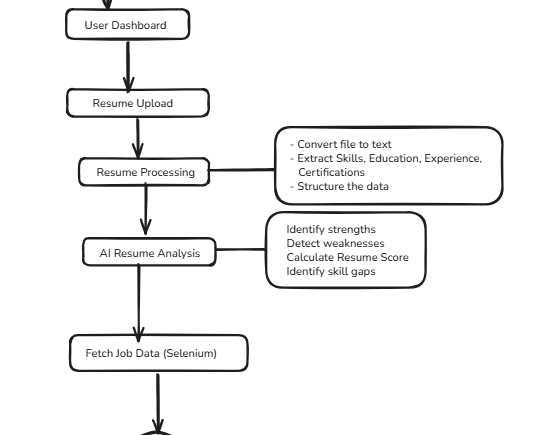 User Dashboard
Resume Upload
Resume Processing
- Convert file to text
- Extract Skills, Education, Experience,
Certifications
- Structure the data
AI Resume Analysis
Identify strengths
Detect weaknesses
Calculate Resume Score
Identify skill gaps
Fetch Job Data (Selenium)